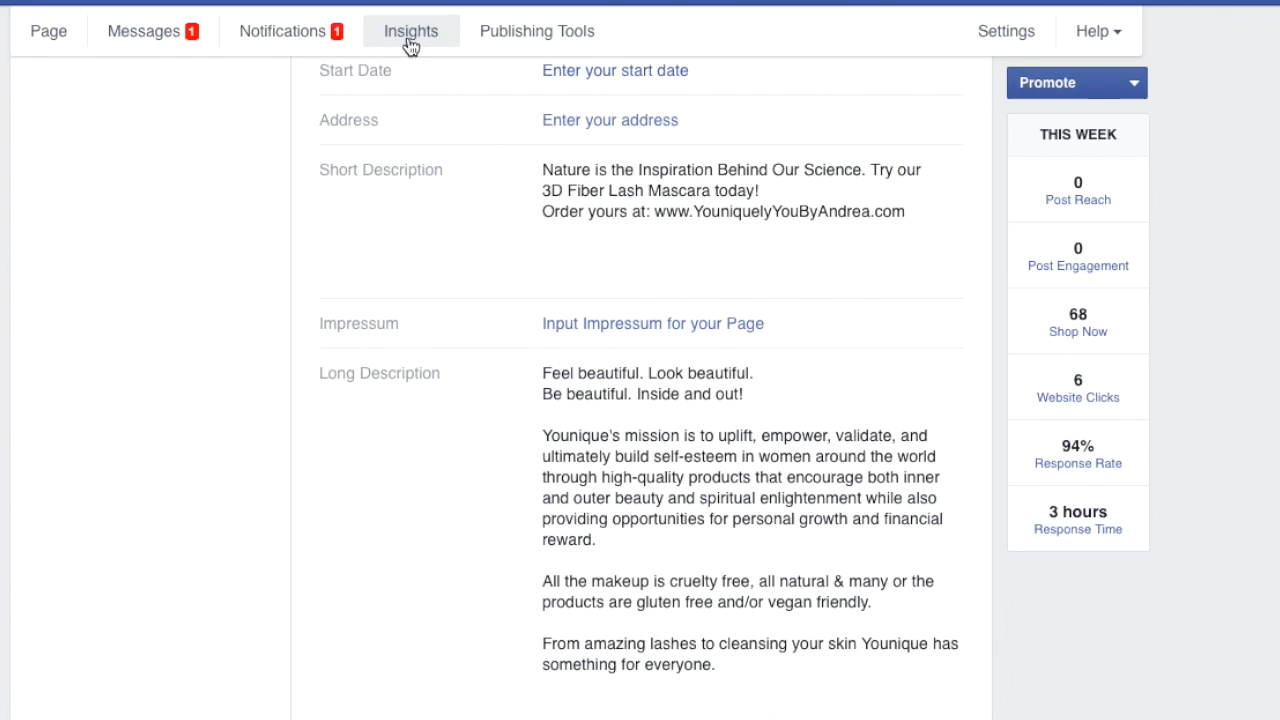 Page Messages 1 Notifications 1 Insights Publishing Tools Settings Help
Start Date Enter your start date
Promote
Address Enter your address
THIS WEEK
Short Description Nature is the Inspiration Behind Our Science. Try our
3D Fiber Lash Mascara today!
Order yours at: www.YouniquelyYouByAndrea.com
0
Post Reach
0
Post Engagement
68
Shop Now
6
Website Clicks
94%
Response Rate
3 hours
Response Time
Impressum Input Impressum for your Page
Long Description Feel beautiful. Look beautiful.
Be beautiful. Inside and out!
Younique's mission is to uplift, empower, validate, and
ultimately build self-esteem in women around the world
through high-quality products that encourage both inner
and outer beauty and spiritual enlightenment while also
providing opportunities for personal growth and financial
reward.
All the makeup is cruelty free, all natural & many or the
products are gluten free and/or vegan friendly.
From amazing lashes to cleansing your skin Younique has
something for everyone.